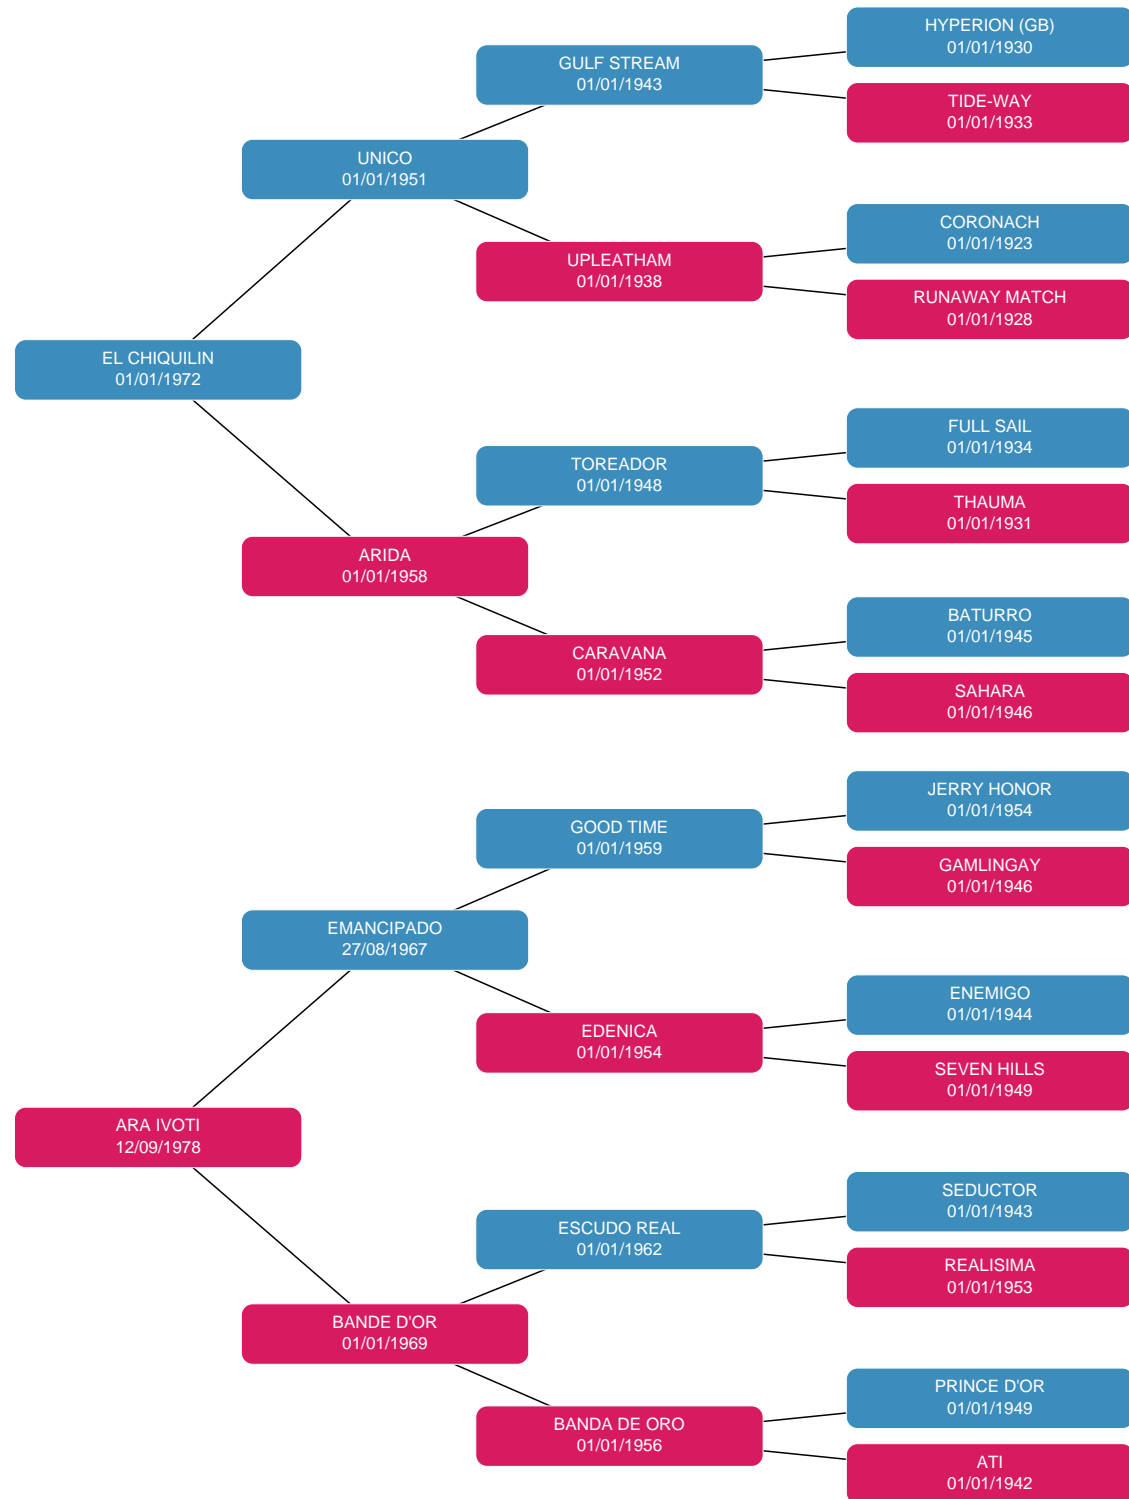 HYPERION (GB)
01/01/1930
GULF STREAM
01/01/1943
TIDE-WAY
01/01/1933
UNICO
01/01/1951
CORONACH
01/01/1923
UPLEATHAM
01/01/1938
RUNAWAY MATCH
01/01/1928
EL CHIQUILIN
01/01/1972
FULL SAIL
01/01/1934
TOREADOR
01/01/1948
THAUMA
01/01/1931
ARIDA
01/01/1958
BATURRO
01/01/1945
CARAVANA
01/01/1952
SAHARA
01/01/1946
JERRY HONOR
01/01/1954
GOOD TIME
01/01/1959
GAMLINGAY
01/01/1946
EMANCIPADO
27/08/1967
ENEMIGO
01/01/1944
EDENICA
01/01/1954
SEVEN HILLS
01/01/1949
ARA IVOTI
12/09/1978
SEDUCTOR
01/01/1943
ESCUDO REAL
01/01/1962
REALISIMA
01/01/1953
BANDE D'OR
01/01/1969
PRINCE D'OR
01/01/1949
BANDA DE ORO
01/01/1956
ATI
01/01/1942